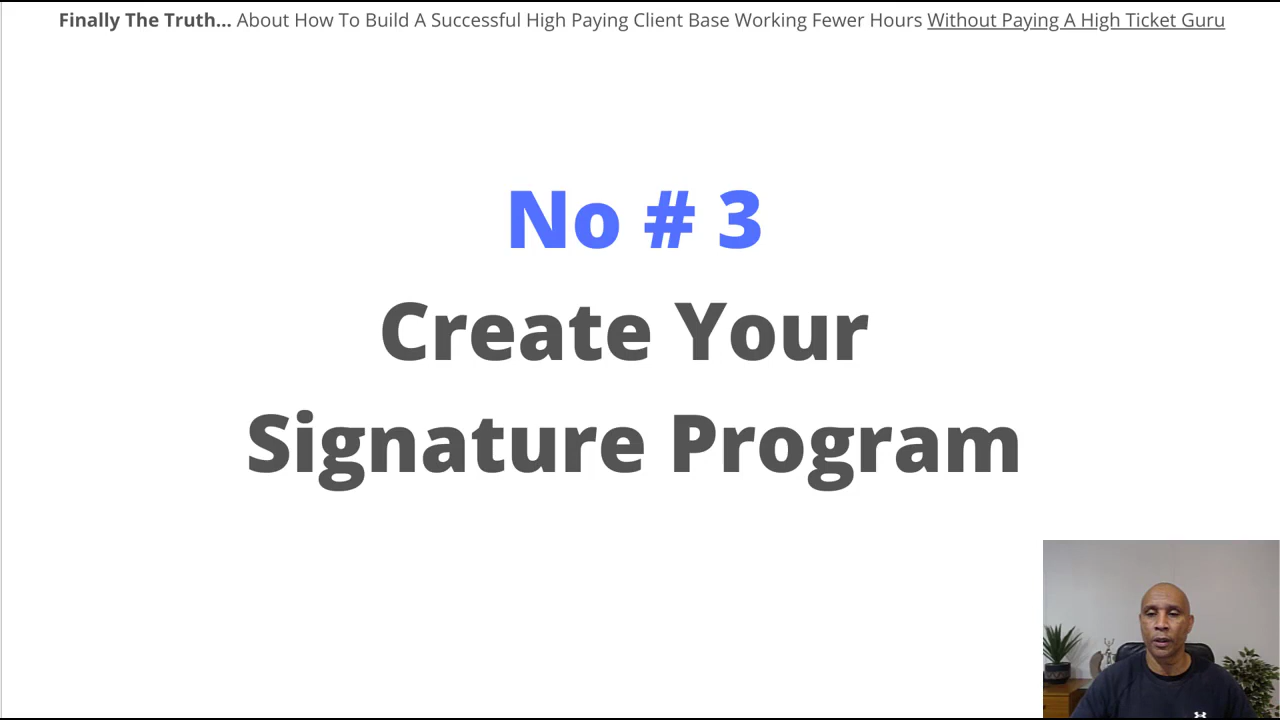 Finally The Truth... About How To Build A Successful High Paying Client Base Working Fewer Hours Without Paying A High Ticket Guru
No # 3
Create Your
Signature Program